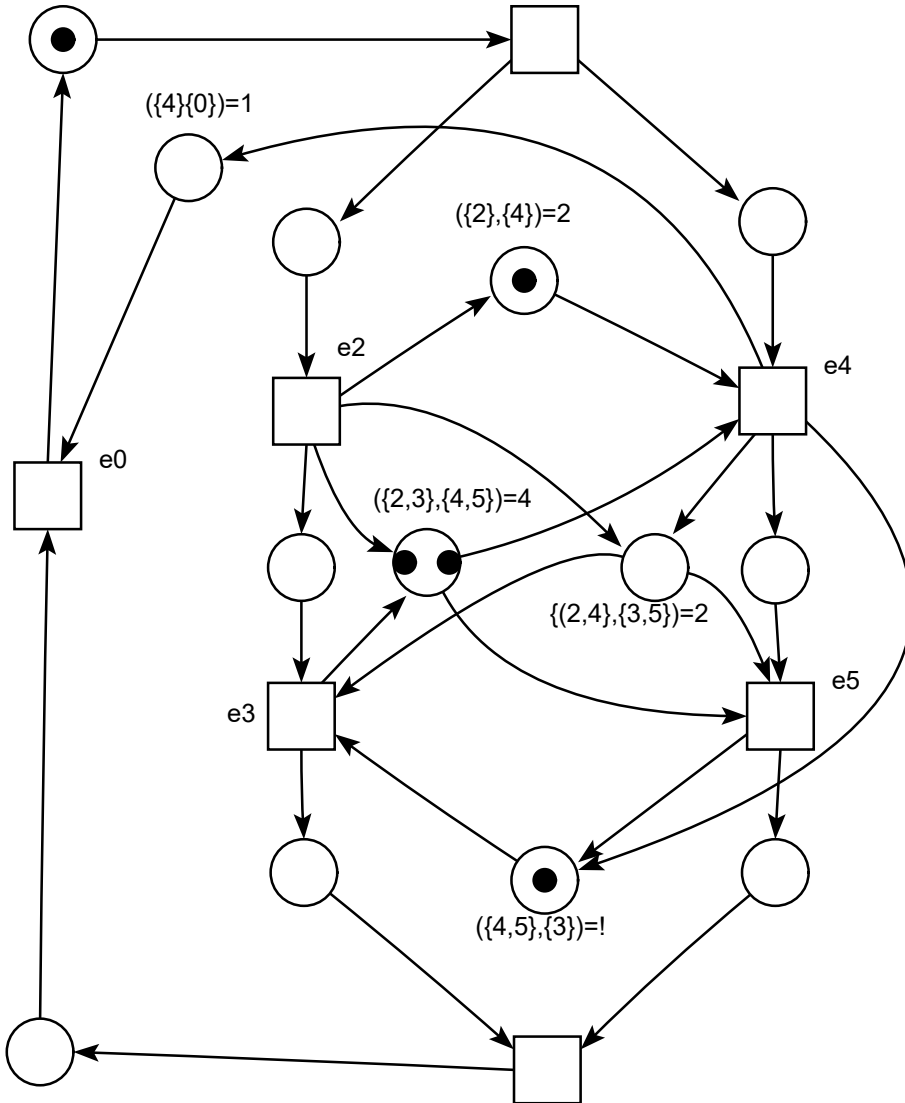 ({4}{0})=1
({2},{4})=2
e2
e4
e0
({2,3},{4,5})=4
{(2,4},{3,5})=2
e3
e5
({4,5},{3})=!